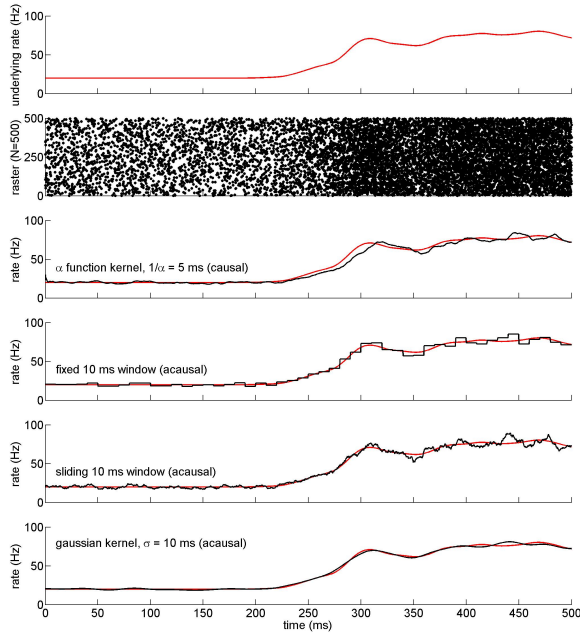 underlying rate (Hz)
100
50
0
raster (N=500)
500
250
0
rate (Hz)
100
50
0
α function kernel, 1/α = 5 ms (causal)
rate (Hz)
100
50
0
fixed 10 ms window (acausal)
rate (Hz)
100
50
0
sliding 10 ms window (acausal)
rate (Hz)
100
50
0
gaussian kernel, σ = 10 ms (acausal)
0 50 100 150 200 250 300 350 400 450 500
time (ms)